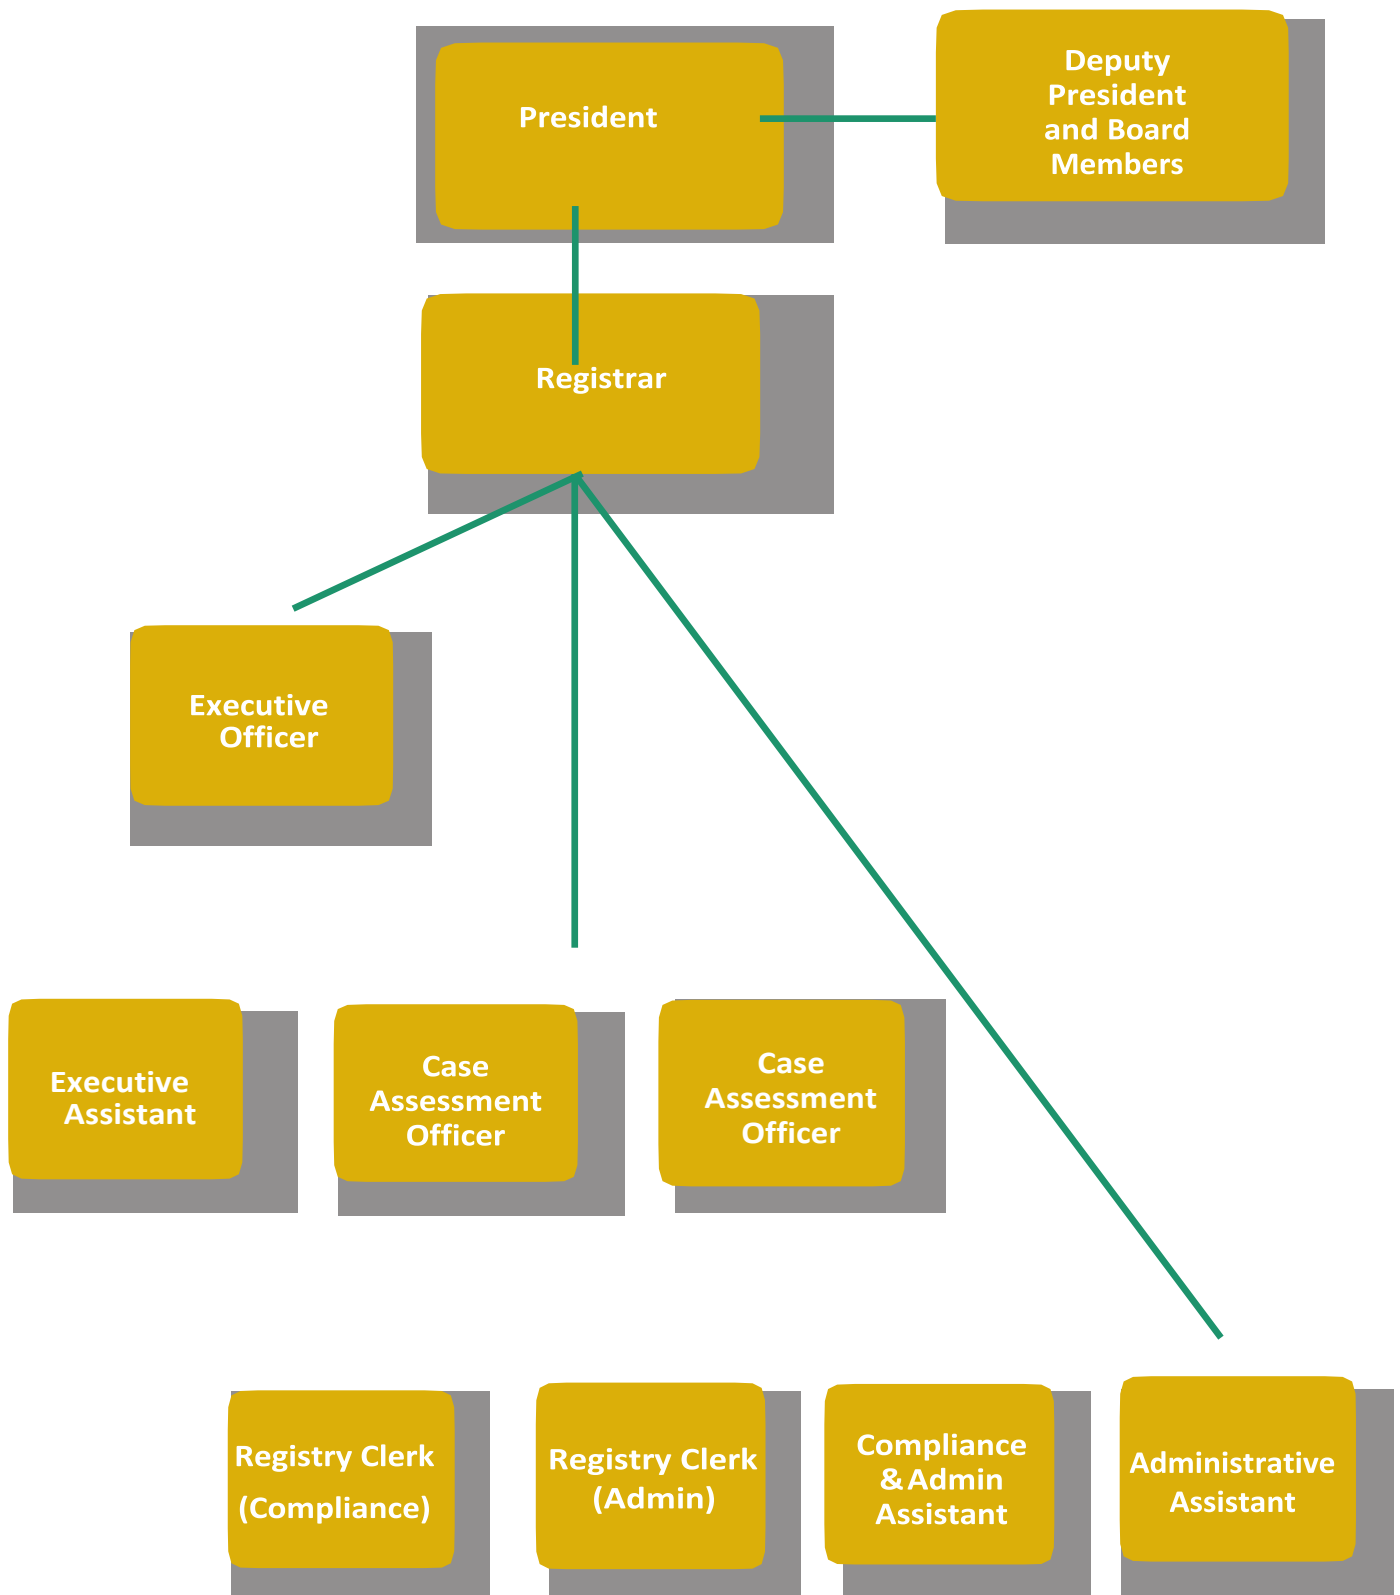 President
Deputy
President
and Board
Members
Registrar
Executive
Officer
Executive
Assistant
Case
Assessment
Officer
Case
Assessment
Officer
Registry Clerk
(Compliance)
Registry Clerk
(Admin)
Compliance
& Admin
Assistant
Administrative
Assistant